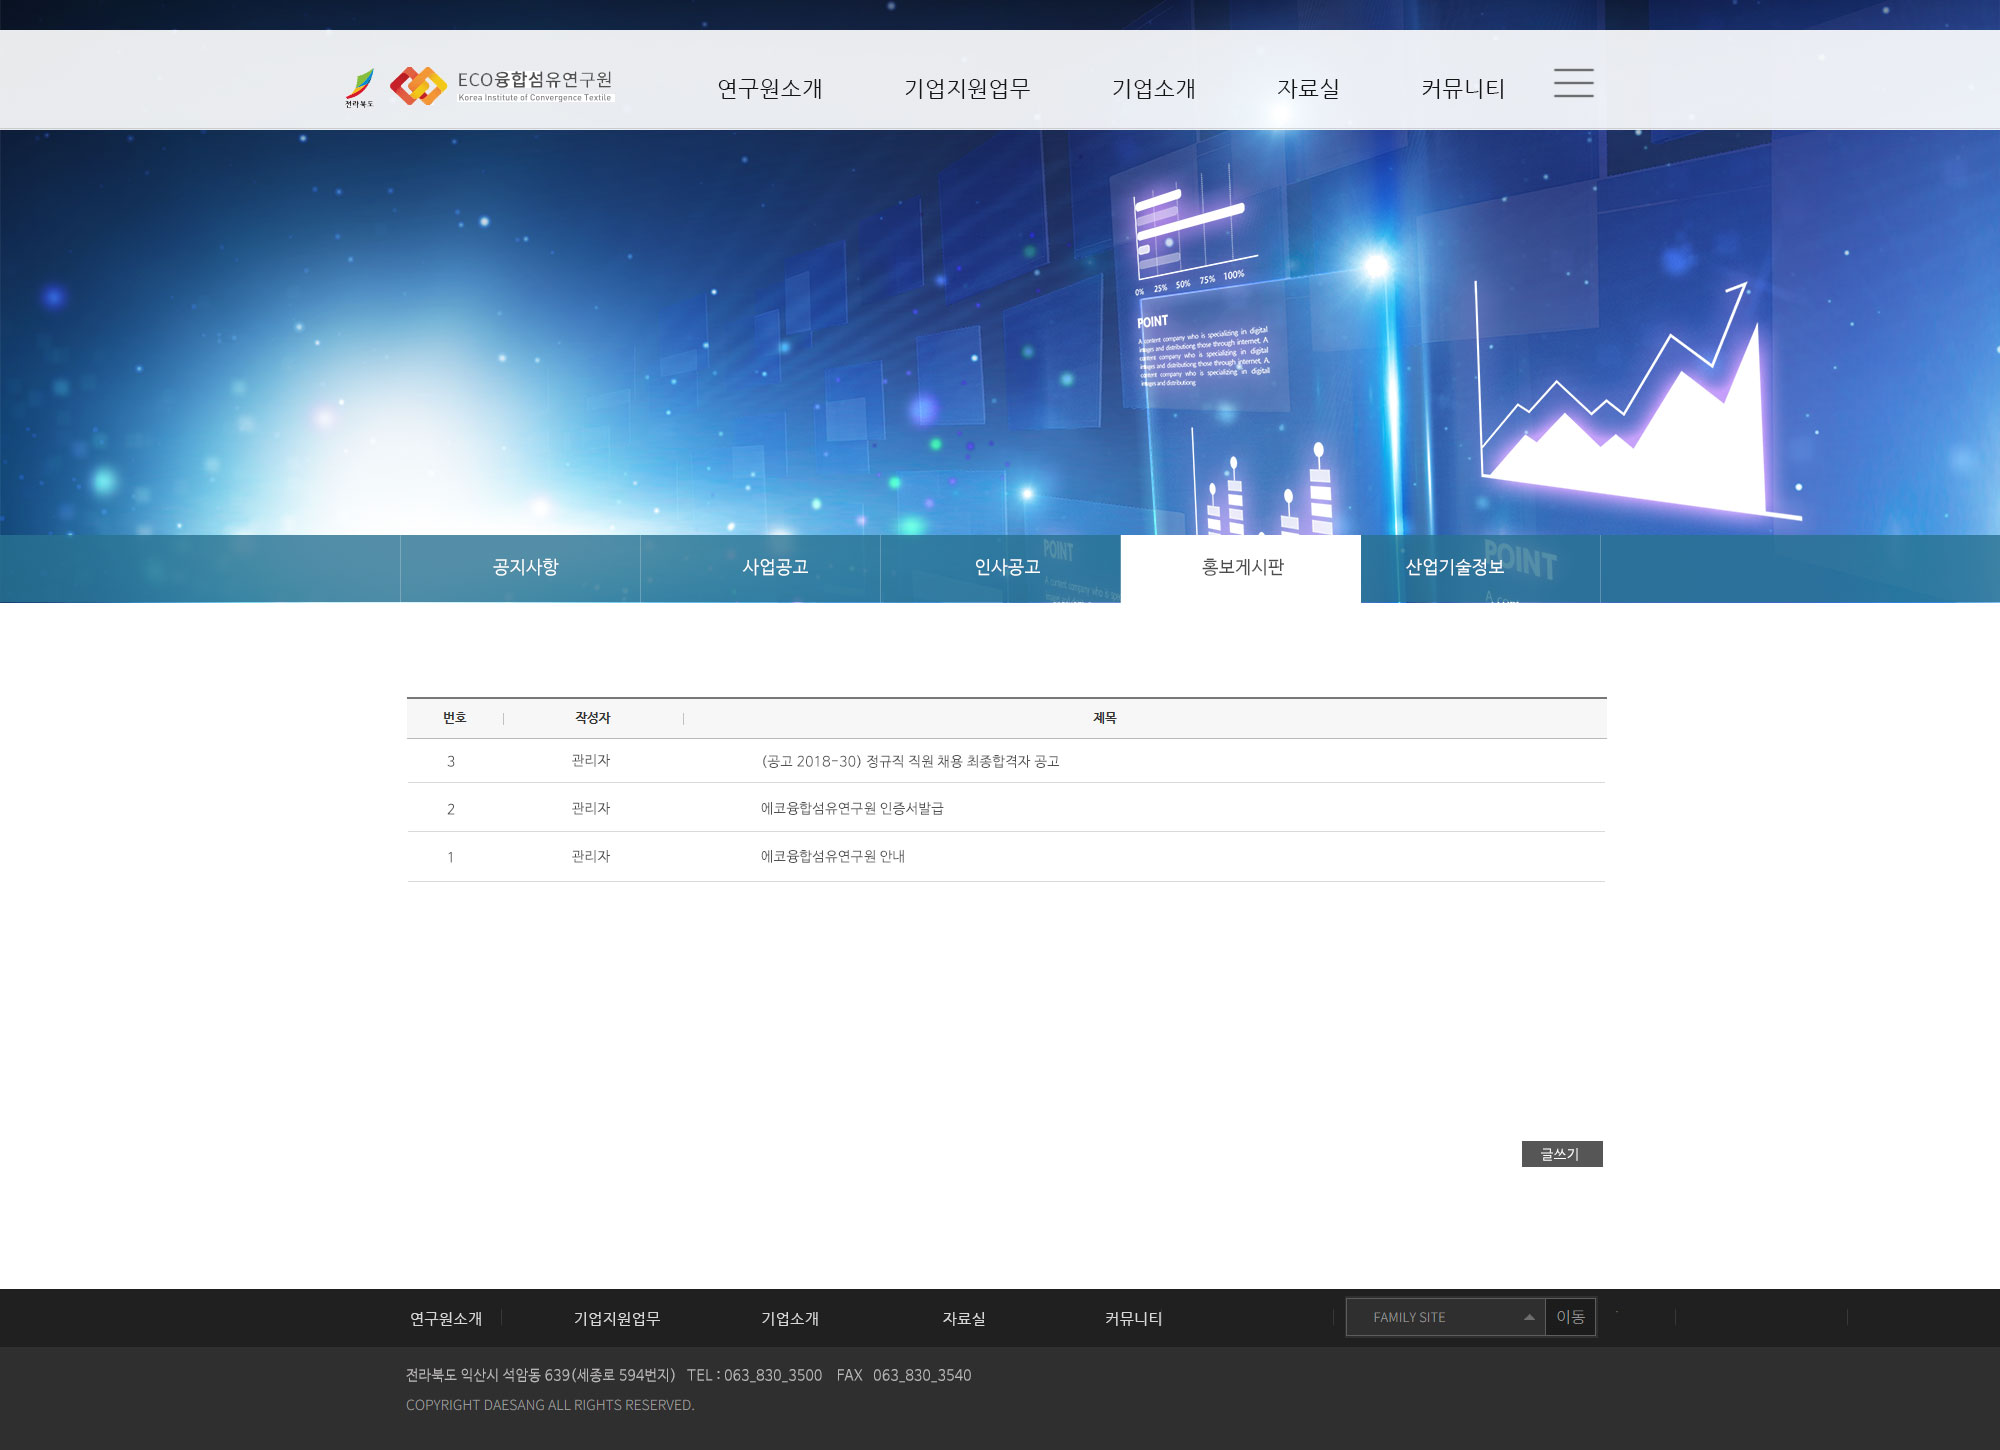 전라북도
ECO융합섬유연구원
Korea Institute of Convergence Textile
연구원소개 기업지원업무 기업소개 자료실 커뮤니티
0% 25% 50% 75% 100%
POINT
A content company who is specializing in digital
images and distributiong those through internet. A
content company who is specializing in digital
images and distributiong those through internet. A
content company who is specializing in digital
images and distributiong
POINT
POINT
공지사항 사업공고 인사공고 홍보게시판 산업기술정보
번호 작성자 제목
3 관리자 (공고 2018-30) 정규직 직원 채용 최종합격자 공고
2 관리자 에코융합섬유연구원 인증서발급
1 관리자 에코융합섬유연구원 안내
글쓰기
연구원소개 기업지원업무 기업소개 자료실 커뮤니티 FAMILY SITE 이동
전라북도 익산시 석암동 639(세종로 594번지) TEL : 063_830_3500 FAX 063_830_3540
COPYRIGHT DAESANG ALL RIGHTS RESERVED.